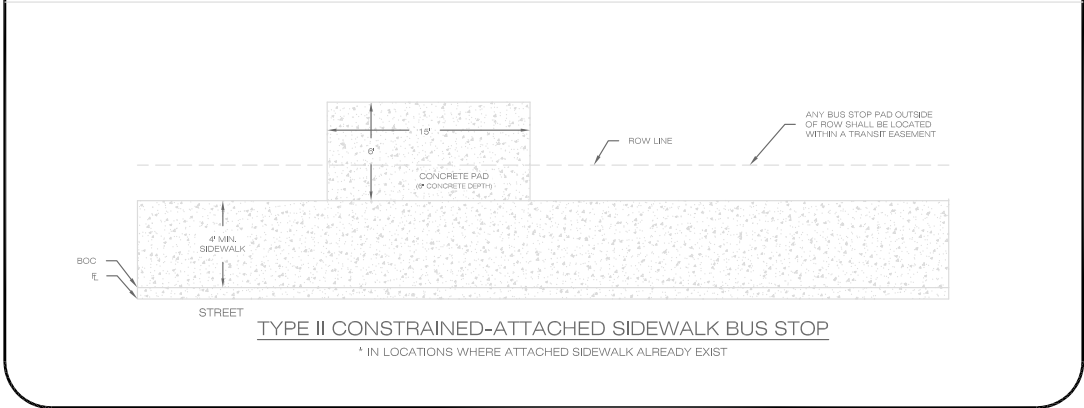 ANY BUS STOP PAD OUTSIDE
OF ROW SHALL BE LOCATED
WITHIN A TRANSIT EASEMENT
15'
ROW LINE
6'
CONCRETE PAD
(6" CONCRETE DEPTH)
4' MIN.
SIDEWALK
BOC
FL
STREET
TYPE II CONSTRAINED-ATTACHED SIDEWALK BUS STOP
* IN LOCATIONS WHERE ATTACHED SIDEWALK ALREADY EXIST